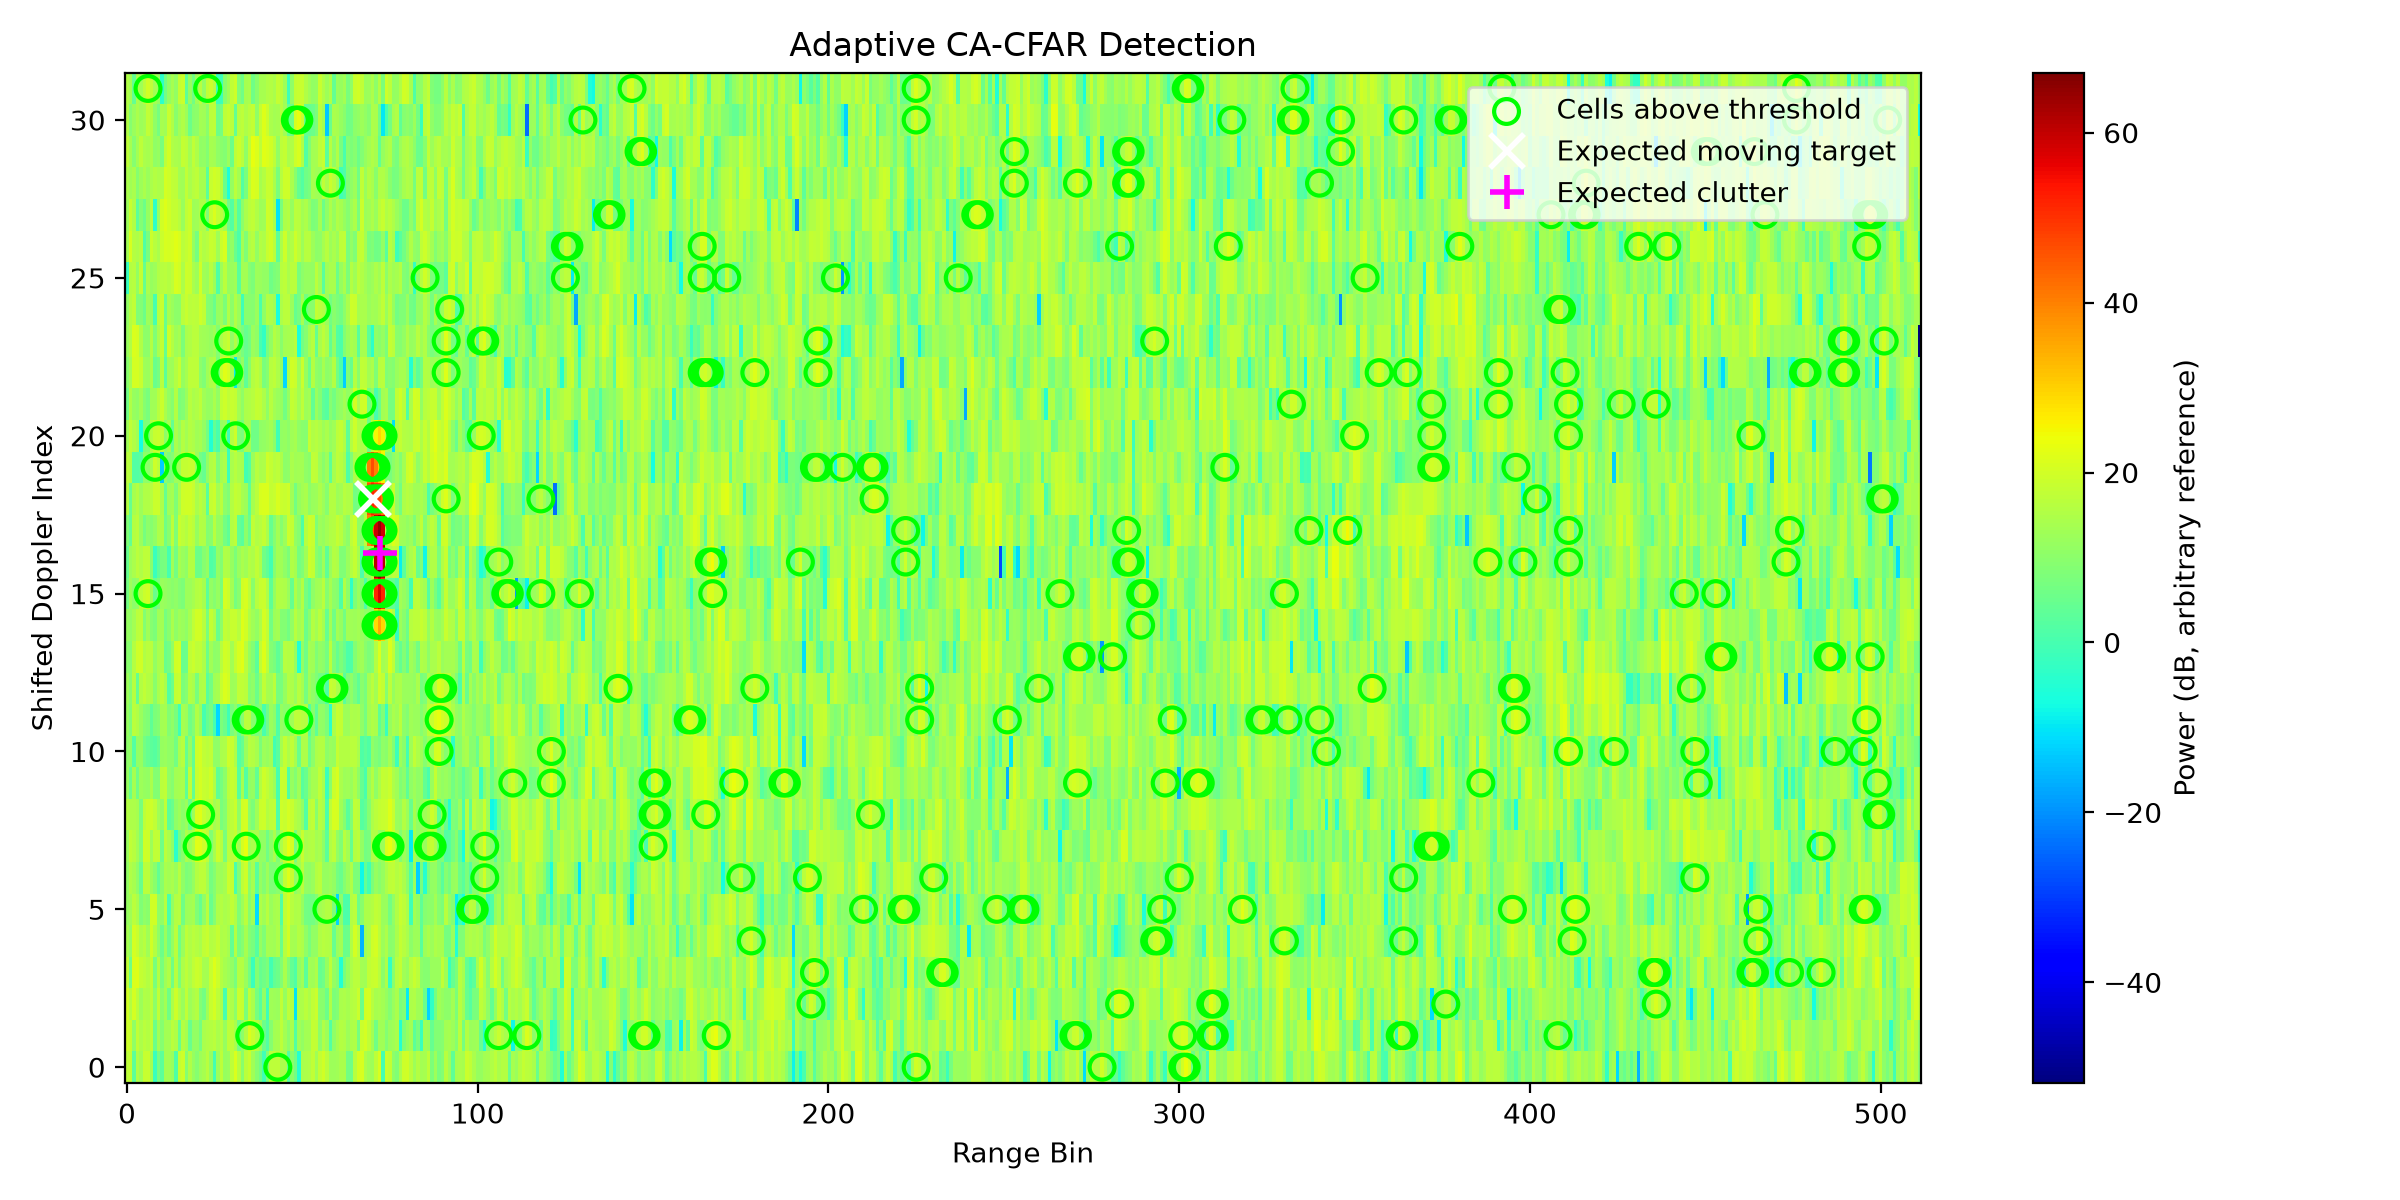 Adaptive CA-CFAR Detection
Cells above threshold
Expected moving target
Expected clutter
Shifted Doppler Index
30
25
20
15
10
5
0
0 100 200 300 400 500
Range Bin
60
40
20
0
−20
−40
Power (dB, arbitrary reference)